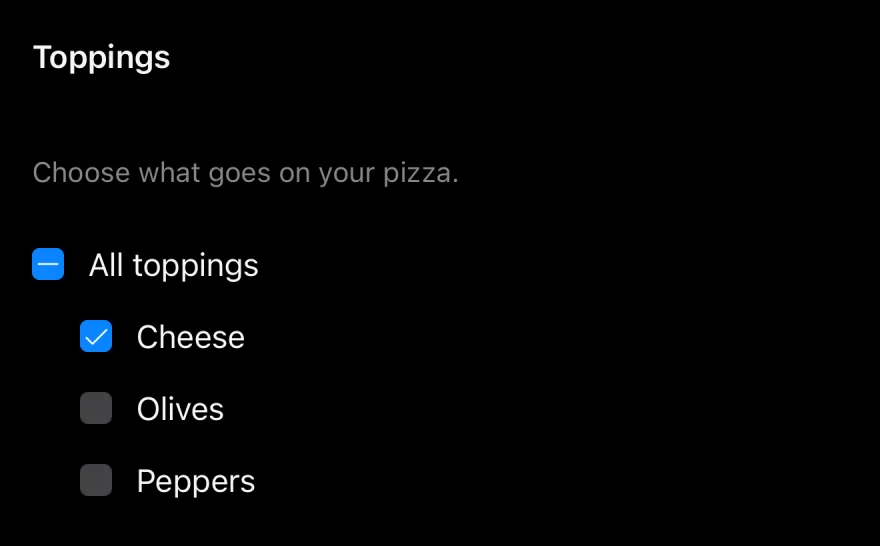 Toppings
Choose what goes on your pizza.
All toppings
Cheese
Olives
Peppers